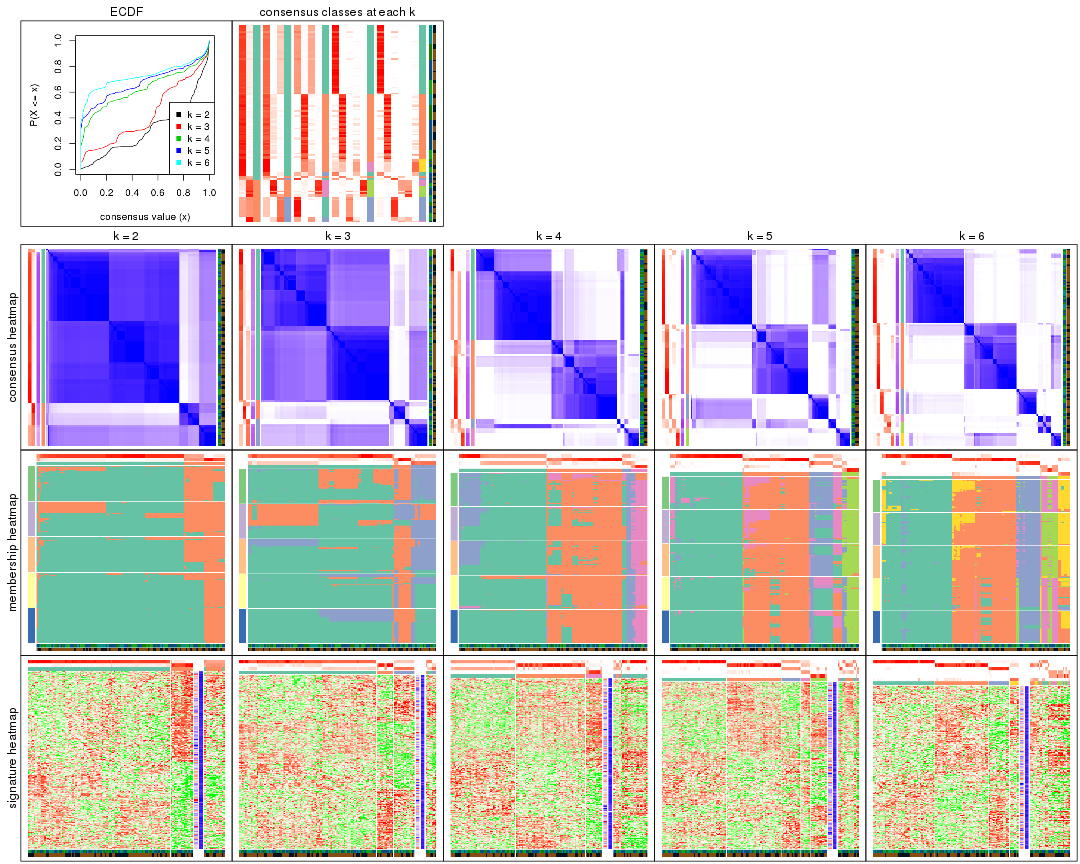 ECDF
consensus classes at each k
P(X <= x)
1.0
0.8
0.6
0.4
0.2
0.0
k = 2
k = 3
k = 4
k = 5
k = 6
0.0 0.2 0.4 0.6 0.8 1.0
consensus value (x)
k = 2
k = 3
k = 4
k = 5
k = 6
consensus heatmap
membership heatmap
signature heatmap